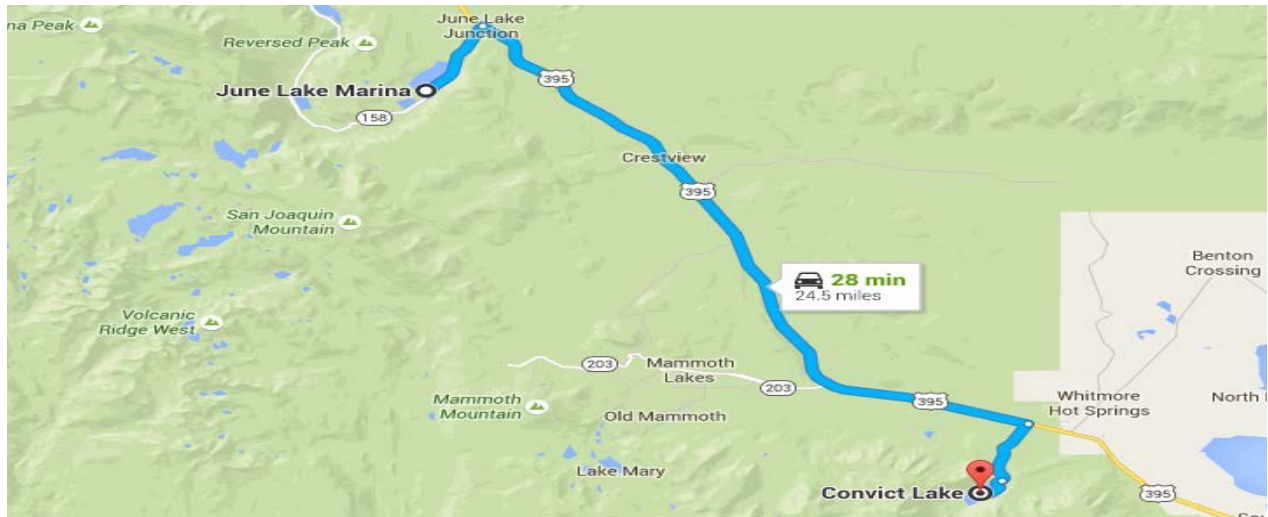 na Peak
June Lake
Junction
Reversed Peak
395
June Lake Marina
158
Crestview
395
San Joaquin
Mountain
Benton
Crossing
28 min
24.5 miles
Volcanic
Ridge West
203
Mammoth
Lakes
203
Mammoth
Mountain
395
Whitmore
Hot Springs
North
Old Mammoth
Lake Mary
Convict Lake
395